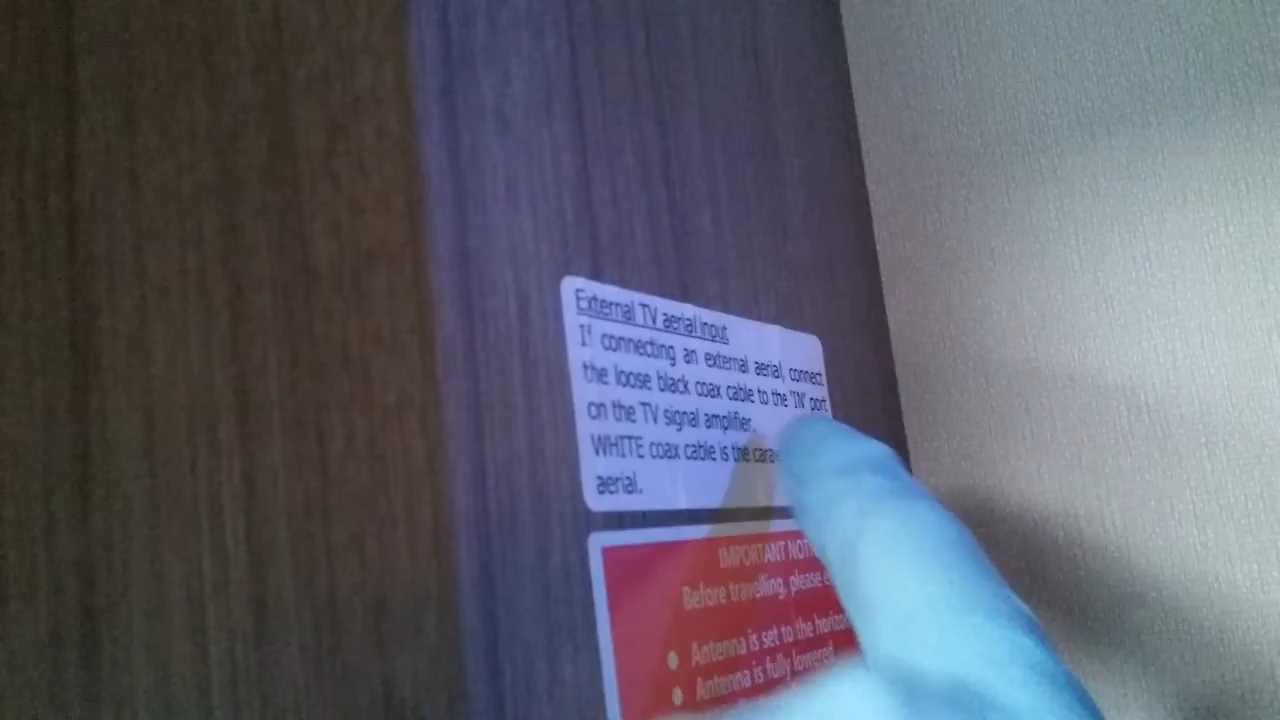 External TV aerial input
If connecting an external aerial, connect
the loose black coax cable to the 'IN' port
on the TV signal amplifier.
WHITE coax cable is the
aerial.
IMPORTANT
Before travelling, please
Antenna is set to the
Antenna is fully lowered